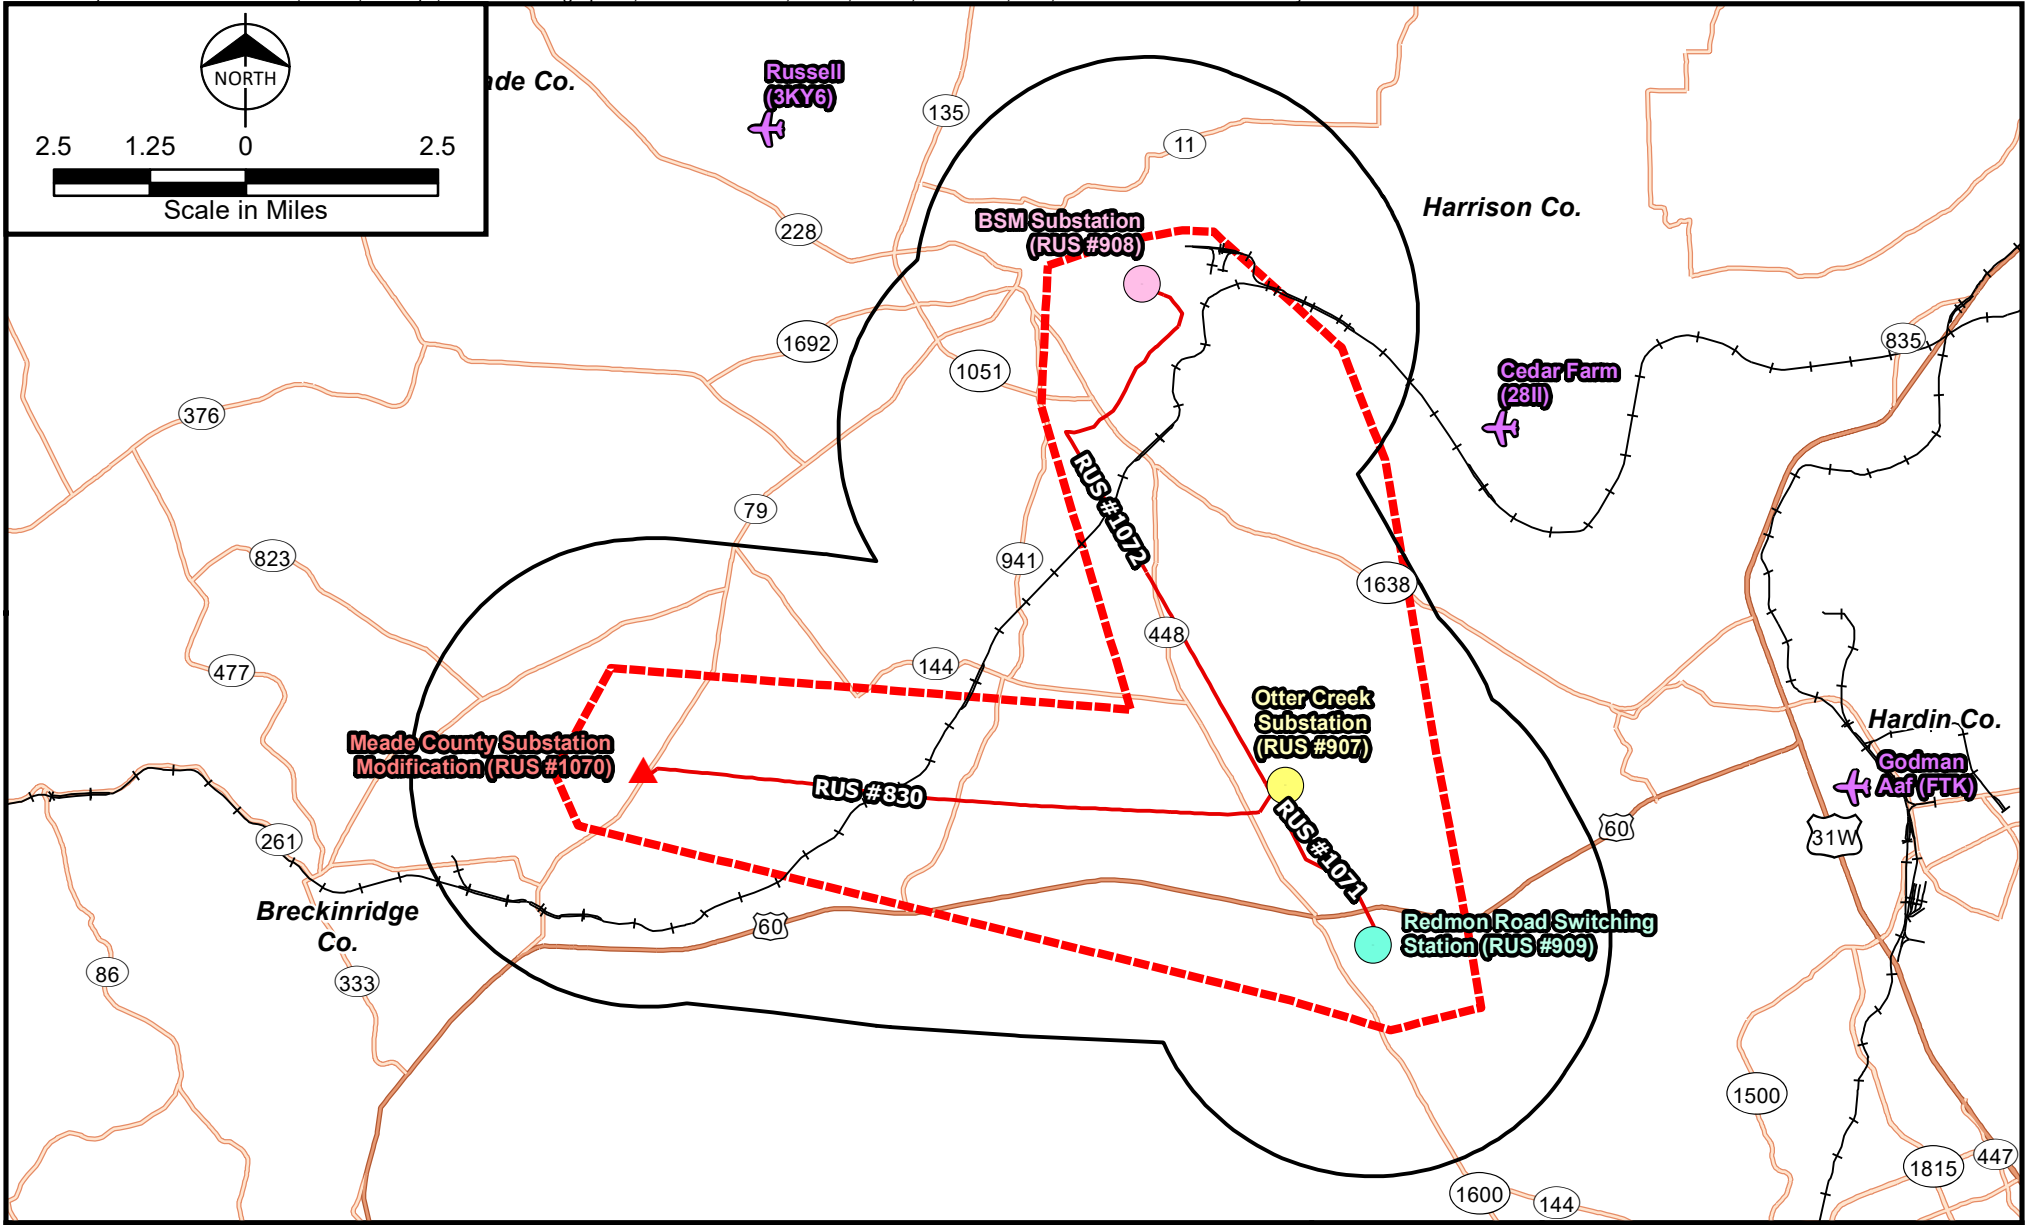 NORTH
2.5 1.25 0 2.5
Scale in Miles
ade Co.
Russell
(3KY6)
135
11
Harrison Co.
228
BSM Substation
(RUS #908)
1692
1051
835
Cedar Farm
(28II)
376
RUS #1072
79
823
941
1638
448
477
144
Otter Creek
Substation
(RUS #907)
Hardin Co.
Meade County Substation
Modification (RUS #1070)
Godman
Aaf (FTK)
RUS #830
RUS #1071
60
31W
261
Breckinridge
Co.
60
Redmon Road Switching
Station (RUS #909)
86
333
1500
447
1815
1600
144